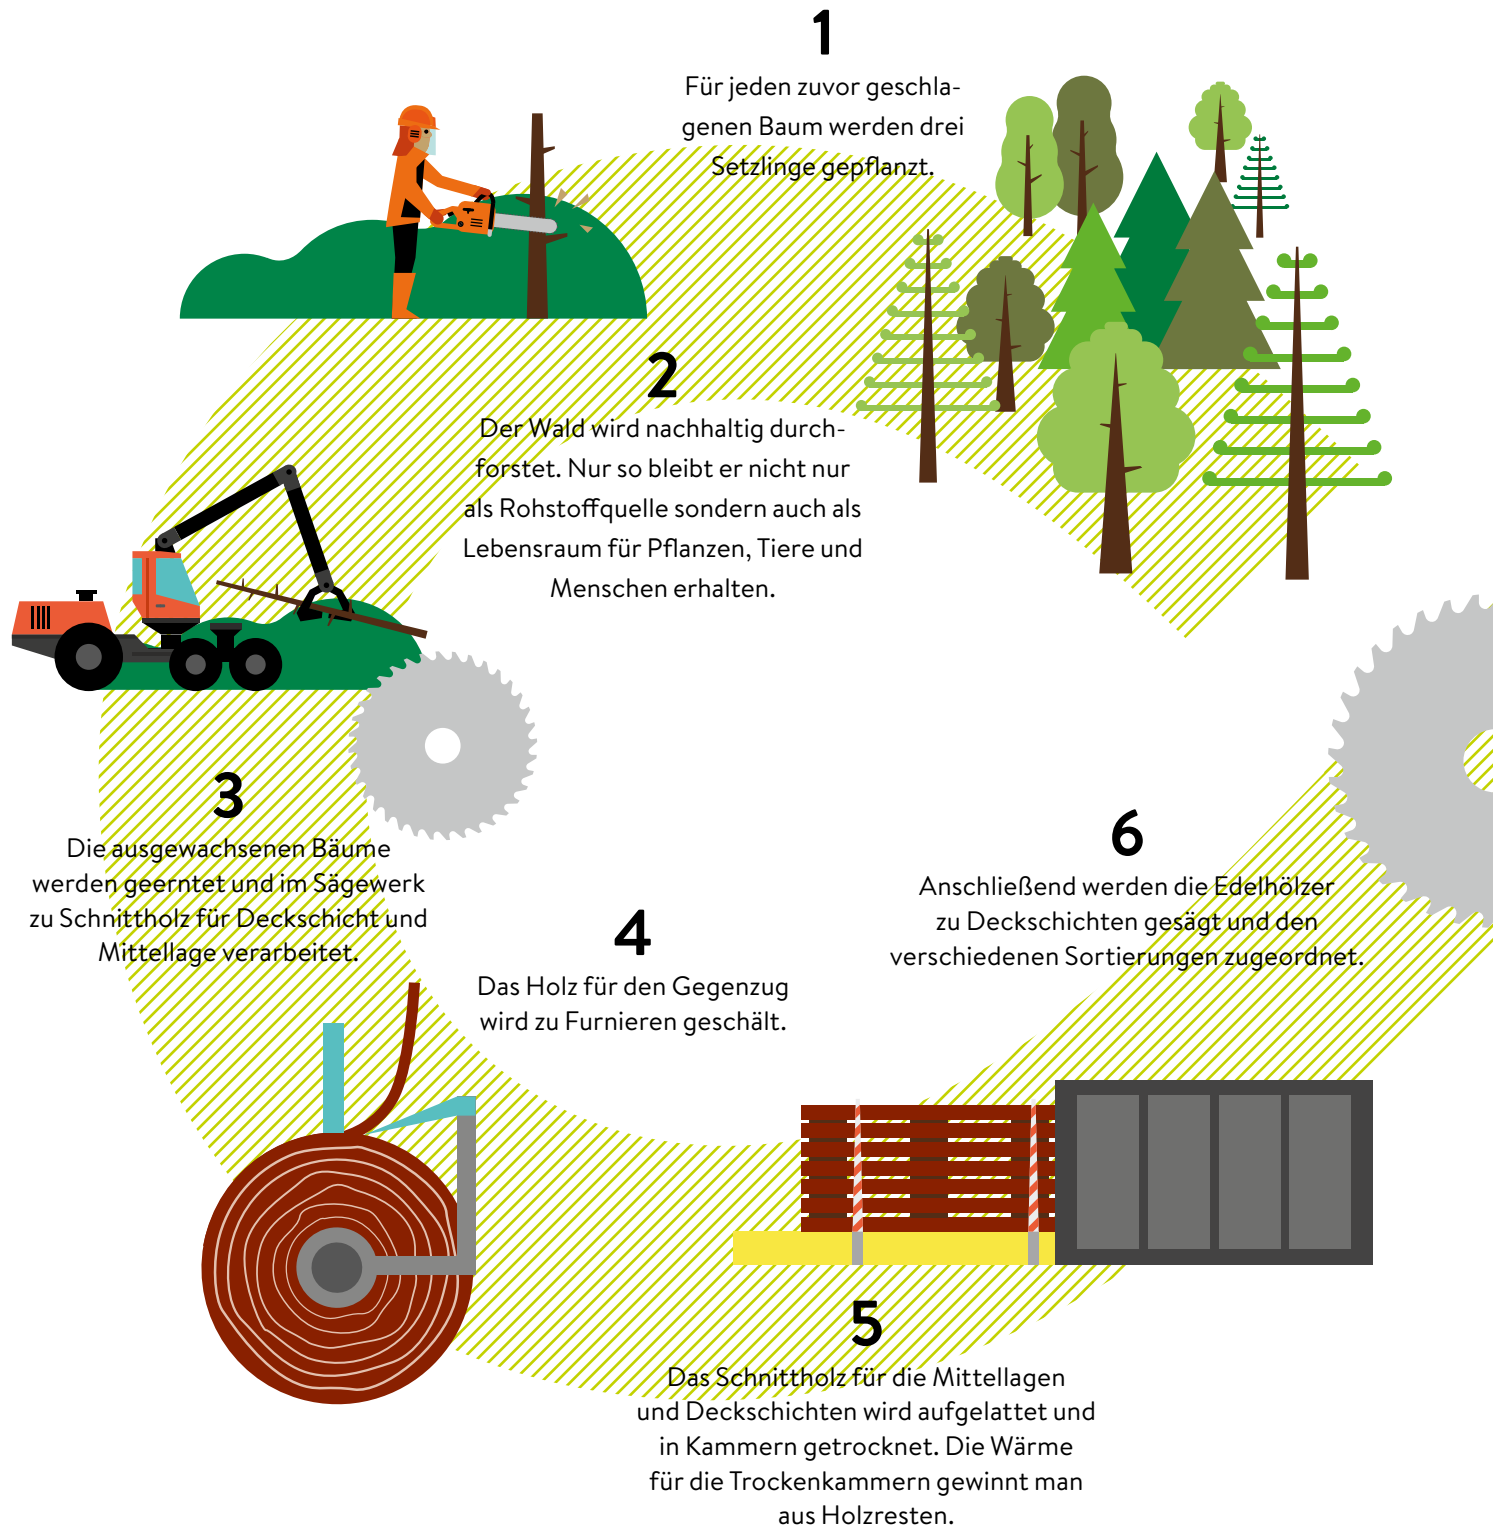 1
Für jeden zuvor geschla-
genen Baum werden drei
Setzlinge gepflanzt.
2
Der Wald wird nachhaltig durch-
forstet. Nur so bleibt er nicht nur
als Rohstoffquelle sondern auch als
Lebensraum für Pflanzen, Tiere und
Menschen erhalten.
3
Die ausgewachsenen Bäume
werden geerntet und im Sägewerk
zu Schnittholz für Deckschicht und
Mittellage verarbeitet.
4
Das Holz für den Gegenzug
wird zu Furnieren geschält.
5
Das Schnittholz für die Mittellagen
und Deckschichten wird aufgelattet und
in Kammern getrocknet. Die Wärme
für die Trockenkammern gewinnt man
aus Holzresten.
6
Anschließend werden die Edelhölzer
zu Deckschichten gesägt und den
verschiedenen Sortierungen zugeordnet.